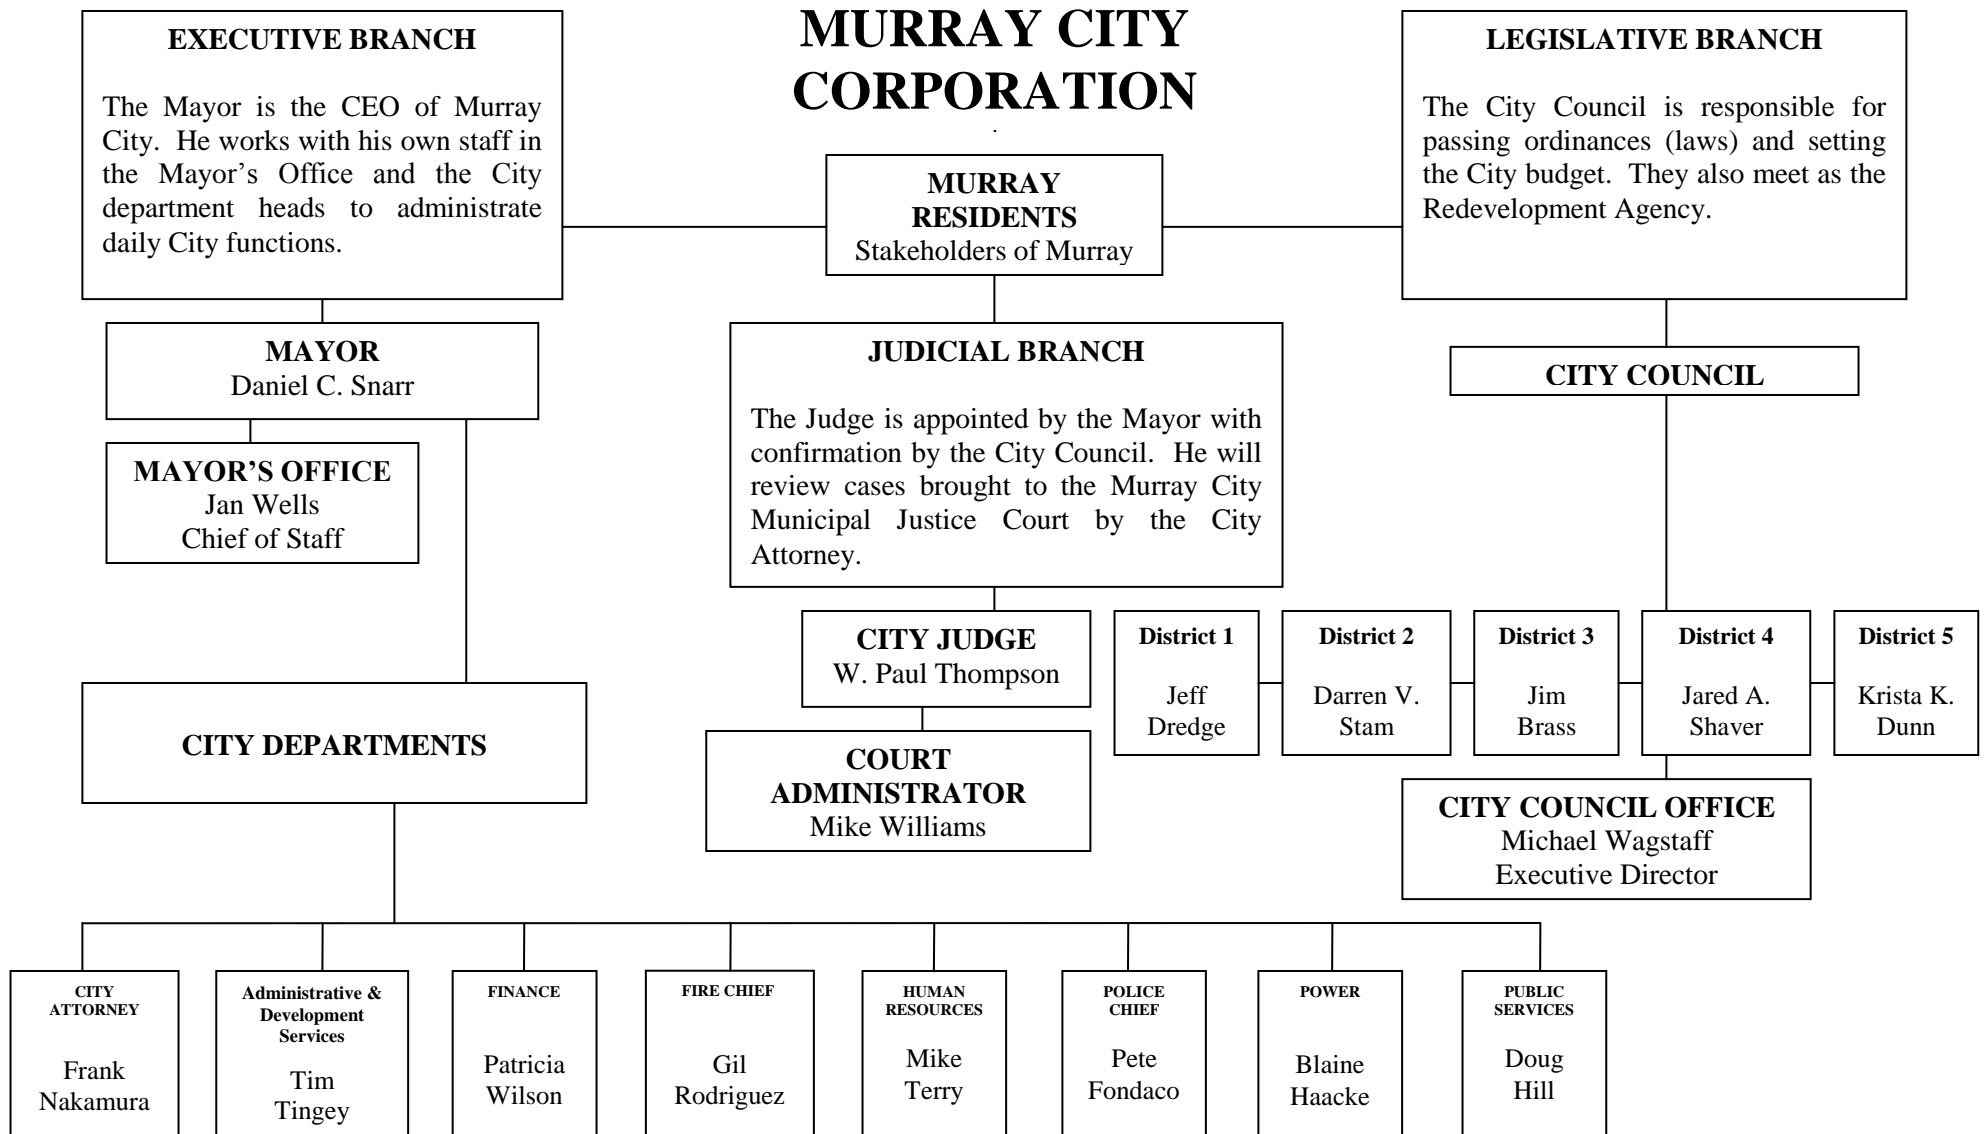 MURRAY CITY
CORPORATION
.
EXECUTIVE BRANCH
The Mayor is the CEO of Murray
City. He works with his own staff in
the Mayor’s Office and the City
department heads to administrate
daily City functions.
MURRAY
RESIDENTS
Stakeholders of Murray
LEGISLATIVE BRANCH
The City Council is responsible for
passing ordinances (laws) and setting
the City budget. They also meet as the
Redevelopment Agency.
MAYOR
Daniel C. Snarr
MAYOR’S OFFICE
Jan Wells
Chief of Staff
JUDICIAL BRANCH
The Judge is appointed by the Mayor with
confirmation by the City Council. He will
review cases brought to the Murray City
Municipal Justice Court by the City
Attorney.
CITY COUNCIL
CITY JUDGE
W. Paul Thompson
COURT
ADMINISTRATOR
Mike Williams
District 1
Jeff
Dredge
District 2
Darren V.
Stam
District 3
Jim
Brass
District 4
Jared A.
Shaver
District 5
Krista K.
Dunn
CITY COUNCIL OFFICE
Michael Wagstaff
Executive Director
CITY DEPARTMENTS
CITY
ATTORNEY
Frank
Nakamura
Administrative &
Development
Services
Tim
Tingey
FINANCE
Patricia
Wilson
FIRE CHIEF
Gil
Rodriguez
HUMAN
RESOURCES
Mike
Terry
POLICE
CHIEF
Pete
Fondaco
POWER
Blaine
Haacke
PUBLIC
SERVICES
Doug
Hill